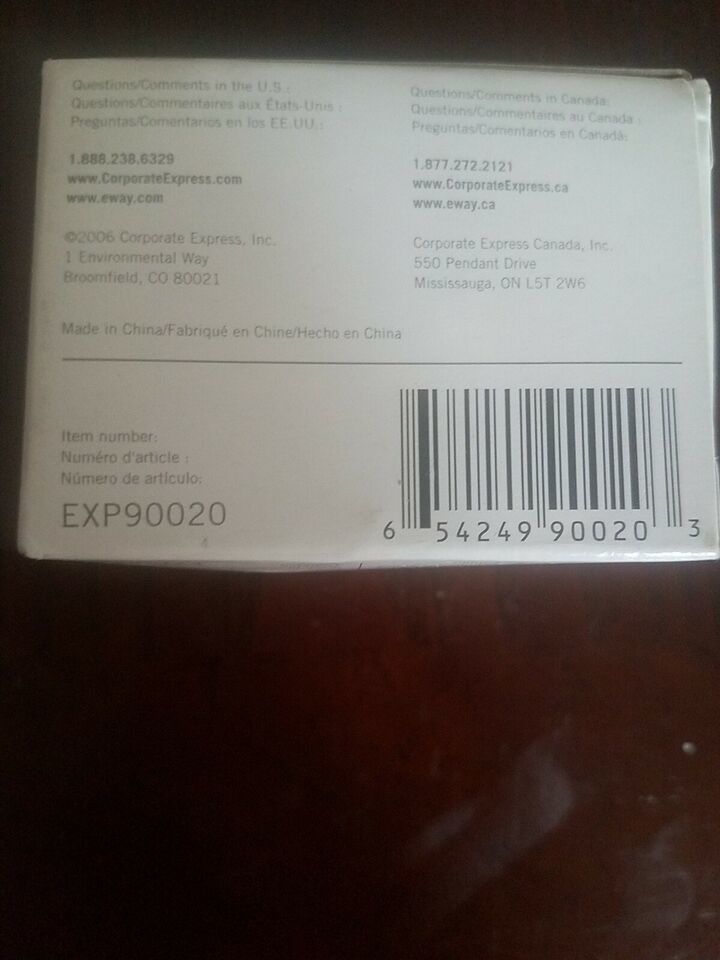 Questions/Comments in the U.S.:
Questions/Commentaires aux États-Unis :
Preguntas/Comentarios en los EE.UU.:
1.888.238.6329
www.CorporateExpress.com
www.eway.com
©2006 Corporate Express, Inc.
1 Environmental Way
Broomfield, CO 80021
Questions/Comments in Canada:
Questions/Commentaires au Canada :
Preguntas/Comentarios en Canadá:
1.877.272.2121
www.CorporateExpress.ca
www.eway.ca
Corporate Express Canada, Inc.
550 Pendant Drive
Mississauga, ON L5T 2W6
Made in China/Fabriqué en Chine/Hecho en China
Item number:
Numéro d'article :
Número de artículo:
EXP90020
6 54249 90020 3